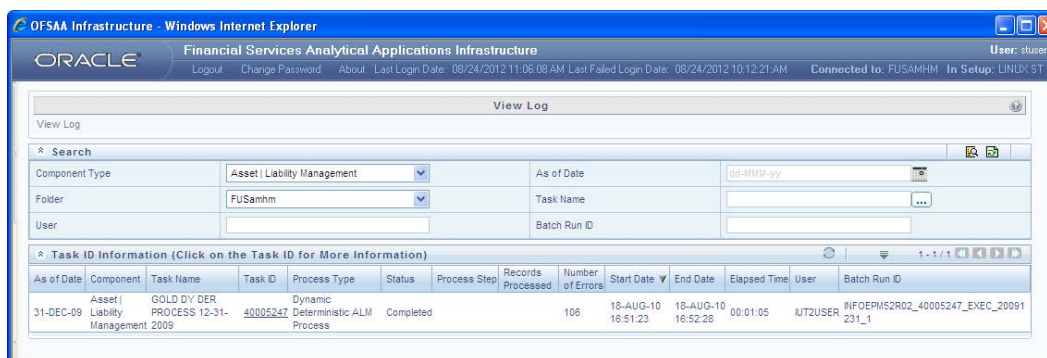 OFSAA Infrastructure - Windows Internet Explorer
ORACLE
Financial Services Analytical Applications Infrastructure
User: stuser
Logout Change Password About Last Login Date: 08/24/2012 11:06:08 AM Last Failed Login Date: 08/24/2012 10:12:21:AM Connected to: FUSAMHM In Setup: LINUX ST
View Log
View Log
Search
Component Type Asset | Liability Management As of Date dd-MMM-yy
Folder FUSamhm Task Name ...
User Batch Run ID
Task ID Information (Click on the Task ID for More Information) 1-1/1
As of Date Component Task Name Task ID Process Type Status Process Step Records Processed Number of Errors Start Date End Date Elapsed Time User Batch Run ID
31-DEC-09 Asset | Liability Management GOLD DY DER PROCESS 12-31-2009 40005247 Dynamic Deterministic ALM Process Completed 106 18-AUG-10 16:51:23 18-AUG-10 16:52:28 00:01:05 IUT2USER INFOEPM52R02_40005247_EXEC_20091231_1